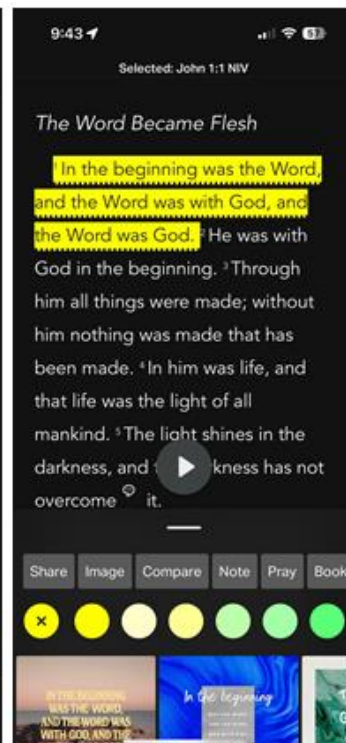 9:43
Selected: John 1:1 NIV
The Word Became Flesh
1 In the beginning was the Word,
and the Word was with God, and
the Word was God. 2 He was with
God in the beginning. 3 Through
him all things were made; without
him nothing was made that has
been made. 4 In him was life, and
that life was the light of all
mankind. 5 The light shines in the
darkness, and kness has not
overcome it.
Share Image Compare Note Pray Book
IN THE BEGINNING
WAS THE WORD,
AND THE WORD WAS
WITH GOD, AND THE
In the beginning